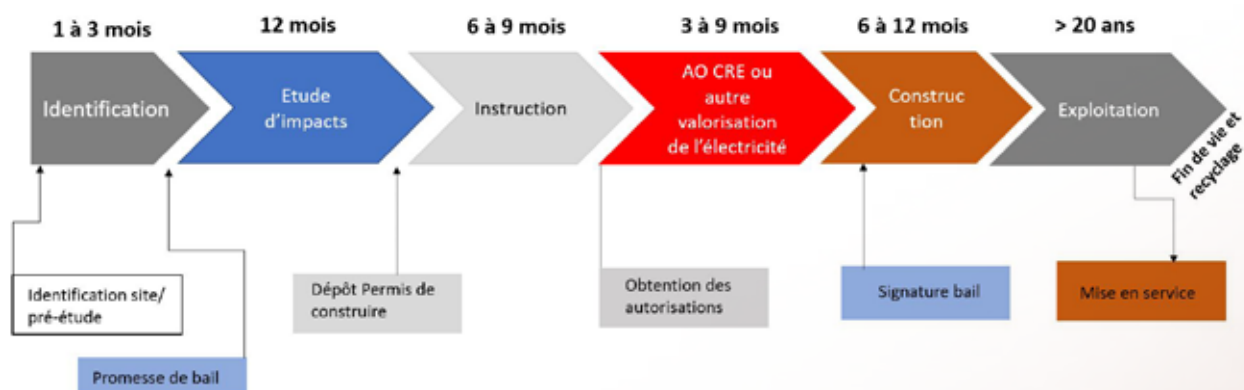 1 à 3 mois
12 mois
6 à 9 mois
3 à 9 mois
6 à 12 mois
> 20 ans
Identification
Etude
d'impacts
Instruction
AO CRE ou
autre
valorisation
de l'électricité
Construc
tion
Exploitation
Fin de vie et
recyclage
Identification site/
pré-étude
Promesse de bail
Dépôt Permis de
construire
Obtention des
autorisations
Signature bail
Mise en service